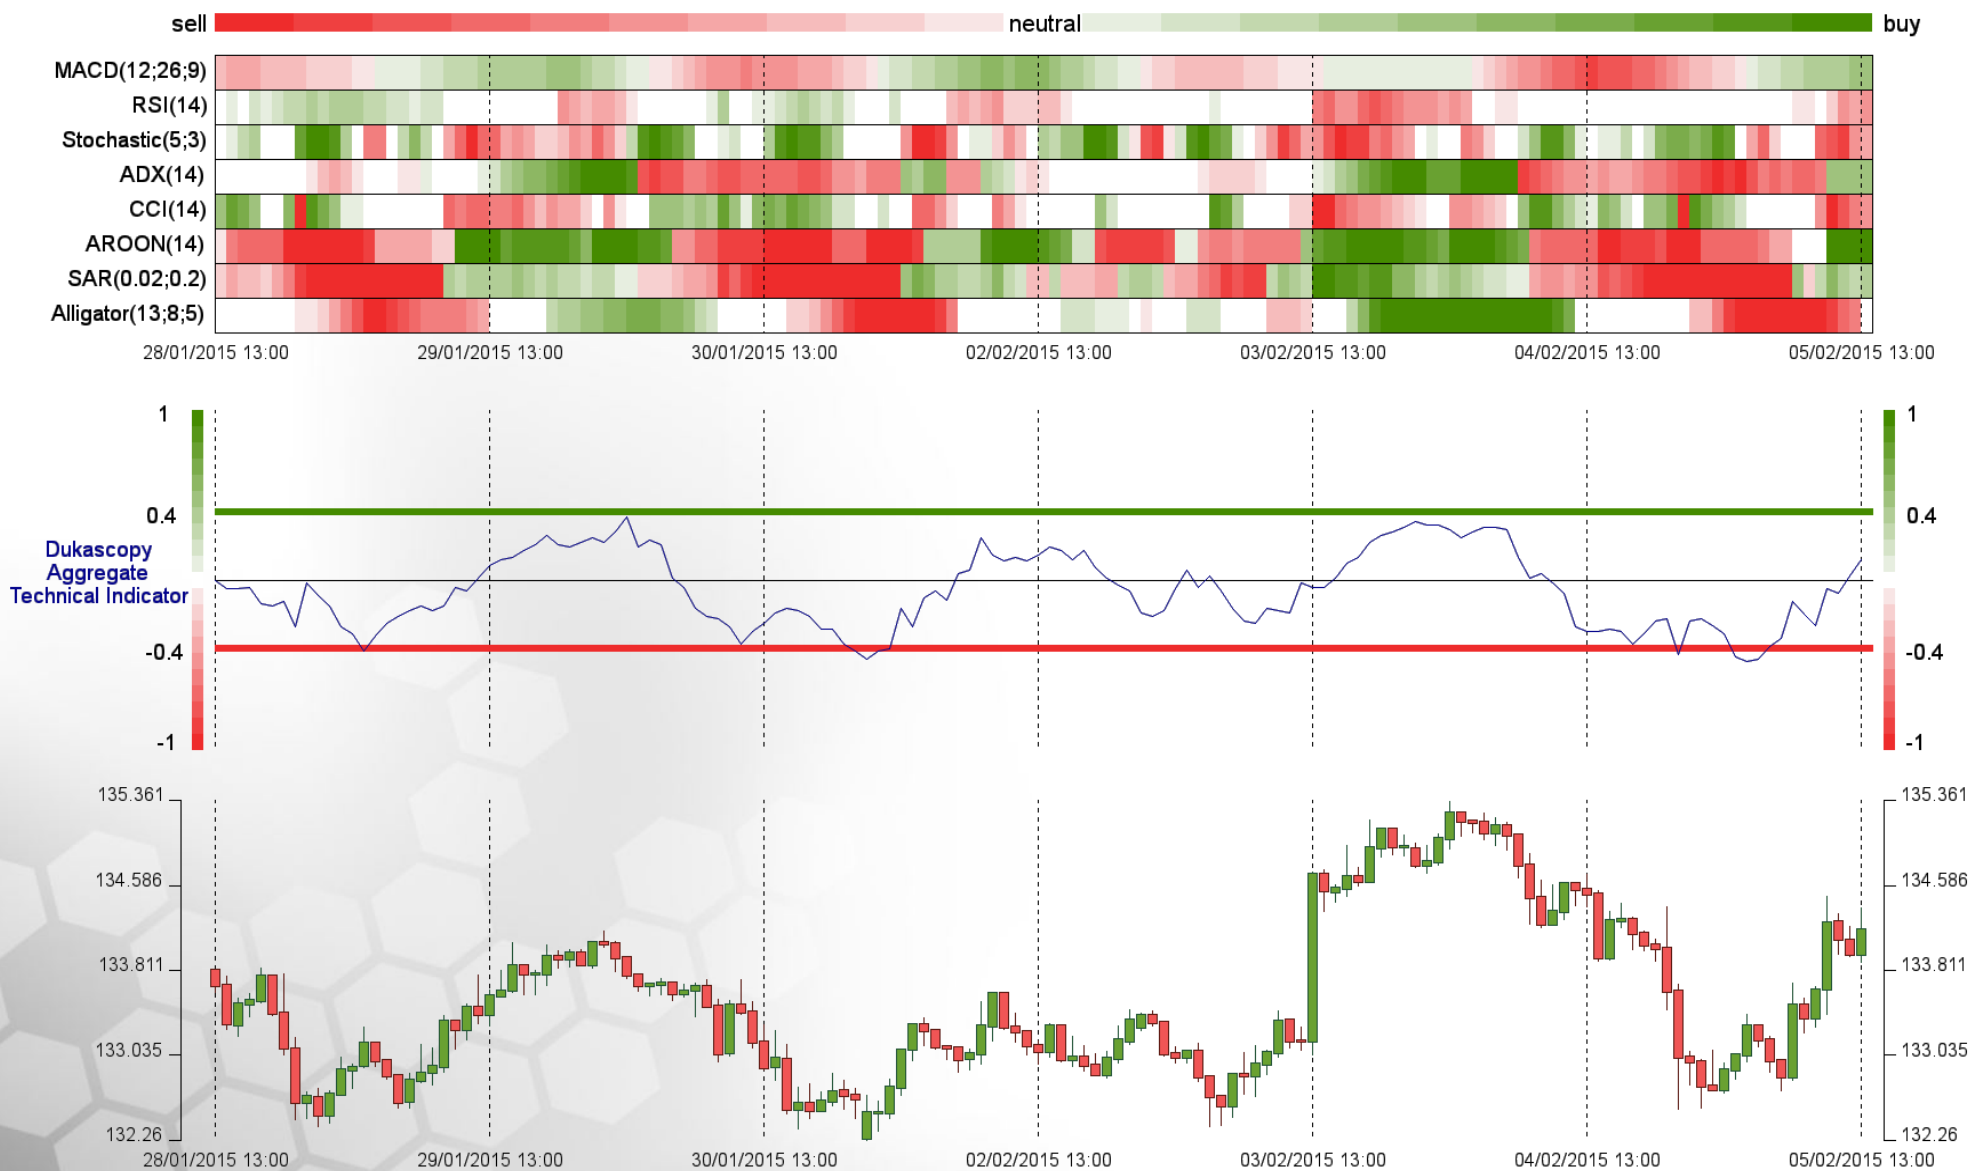 sell neutral buy
MACD(12;26;9)
RSI(14)
Stochastic(5;3)
ADX(14)
CCI(14)
AROON(14)
SAR(0.02;0.2)
Alligator(13;8;5)
28/01/2015 13:00 29/01/2015 13:00 30/01/2015 13:00 02/02/2015 13:00 03/02/2015 13:00 04/02/2015 13:00 05/02/2015 13:00
1 1
0.4 0.4
Dukascopy
Aggregate
Technical Indicator
-0.4 -0.4
-1 -1
135.361 135.361
134.586 134.586
133.811 133.811
133.035 133.035
132.26 132.26
28/01/2015 13:00 29/01/2015 13:00 30/01/2015 13:00 02/02/2015 13:00 03/02/2015 13:00 04/02/2015 13:00 05/02/2015 13:00